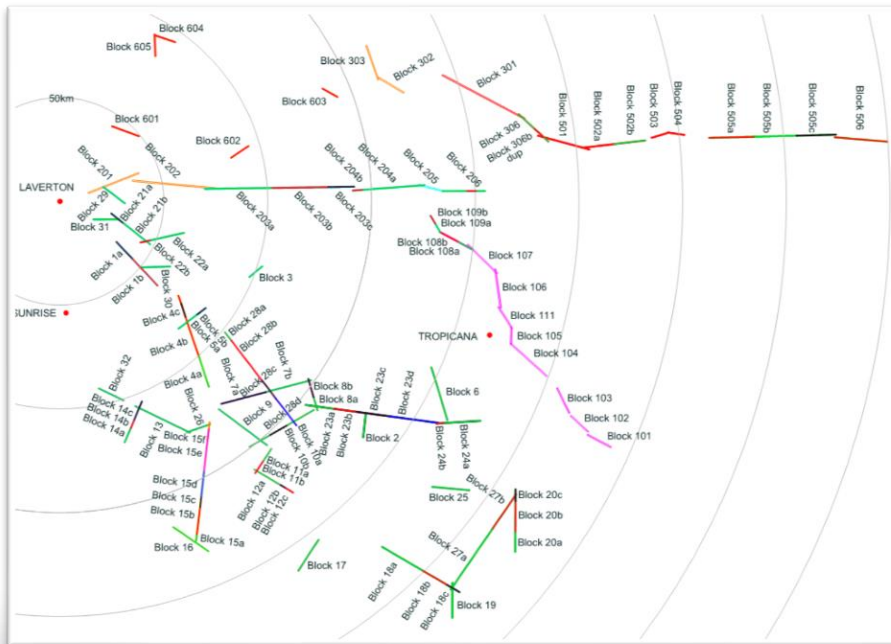 Block 604
Block 605
Block 303
Block 302
Block 301
50km
Block 603
Block 601
Block 602
Block 306
Block 306b
dup
Block 501
Block 502a
Block 502b
Block 503
Block 504
Block 505a
Block 505b
Block 505c
Block 506
Block 202
Block 201
LAVERTON
Block 29
Block 21a
Block 21b
Block 31
Block 22a
Block 22b
Block 203a
Block 203b
Block 203c
Block 204b
Block 204a
Block 205
Block 206
Block 109b
Block 109a
Block 108b
Block 108a
Block 107
Block 106
Block 111
Block 105
Block 104
TROPICANA
Block 1a
Block 1b
Block 30
Block 3
SUNRISE
Block 4c
Block 5b
Block 5a
Block 4b
Block 4a
Block 28a
Block 28b
Block 28c
Block 7b
Block 7a
Block 8b
Block 8a
Block 9
Block 28d
Block 10b
Block 10a
Block 23a
Block 23b
Block 23c
Block 23d
Block 2
Block 6
Block 24b
Block 24a
Block 103
Block 102
Block 101
Block 32
Block 14c
Block 14b
Block 14a
Block 13
Block 26
Block 15f
Block 15e
Block 15d
Block 15c
Block 15b
Block 15a
Block 16
Block 11a
Block 11b
Block 12a
Block 12b
Block 12c
Block 17
Block 25
Block 27b
Block 27a
Block 20c
Block 20b
Block 20a
Block 18a
Block 18b
Block 18c
Block 19